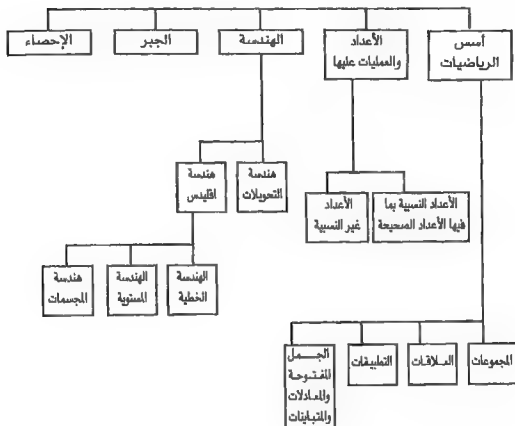 أسس
الرياضيات
الأعداد
والعمليات عليها
الهندسة
الجبر
الإحصاء
هندسة
التحويلات
هندسة
اقليدس
الأعداد النسبية بما
فيها الأعداد الصحيحة
الأعداد
غير النسبية
الهندسة
الخطية
الهندسة
المستوية
هندسة
المجسمات
المجموعات
العلاقات
التطبيقات
الجمل
المفتوحة
والمعادلات
والمتباينات